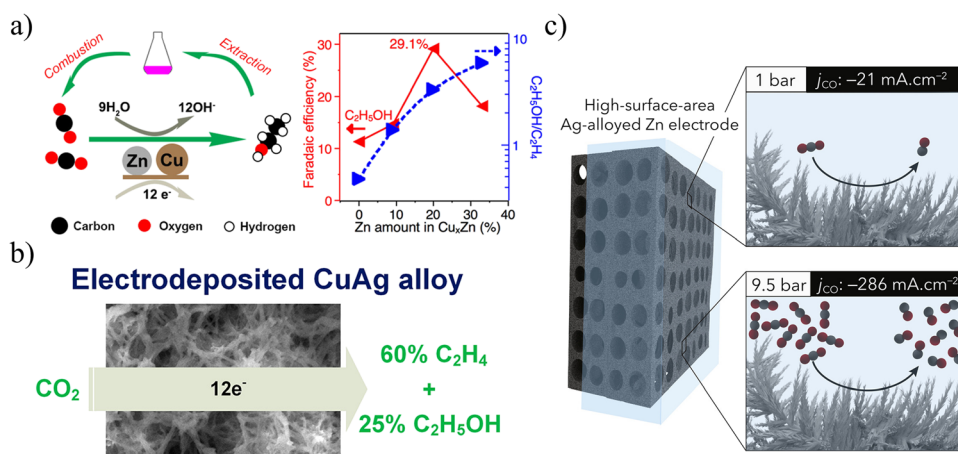 a)
Combustion
Extraction
9H₂O
12OH⁻
Zn
Cu
12 e⁻
Carbon
Oxygen
Hydrogen
30
20
10
0
Faradaic efficiency (%)
29.1%
C₂H₅OH
10
1
C₂H₅OH/C₂H₄
0 10 20 30 40
Zn amount in CuₓZn (%)
b)
Electrodeposited CuAg alloy
CO₂
12e⁻
60% C₂H₄
+
25% C₂H₅OH
c)
High-surface-area
Ag-alloyed Zn electrode
1 bar
jCO: –21 mA.cm⁻²
9.5 bar
jCO: –286 mA.cm⁻²